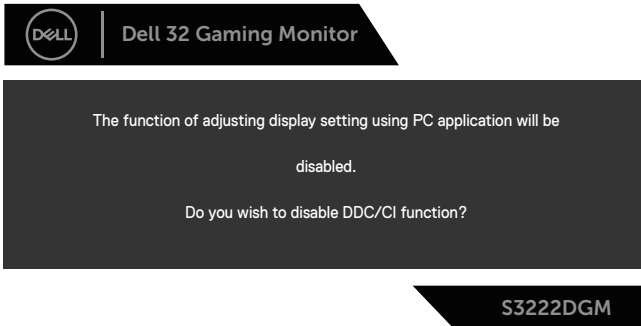 DELL
Dell 32 Gaming Monitor
The function of adjusting display setting using PC application will be
disabled.
Do you wish to disable DDC/CI function?
S3222DGM